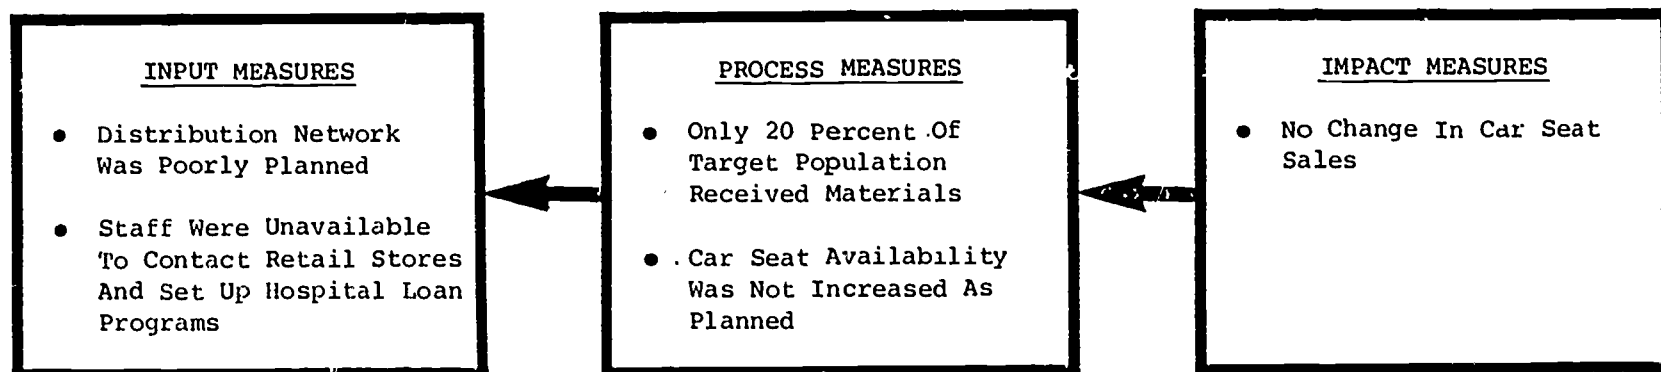 INPUT MEASURES
• Distribution Network
Was Poorly Planned
• Staff Were Unavailable
To Contact Retail Stores
And Set Up Hospital Loan
Programs
PROCESS MEASURES
• Only 20 Percent Of
Target Population
Received Materials
• Car Seat Availability
Was Not Increased As
Planned
IMPACT MEASURES
• No Change In Car Seat
Sales